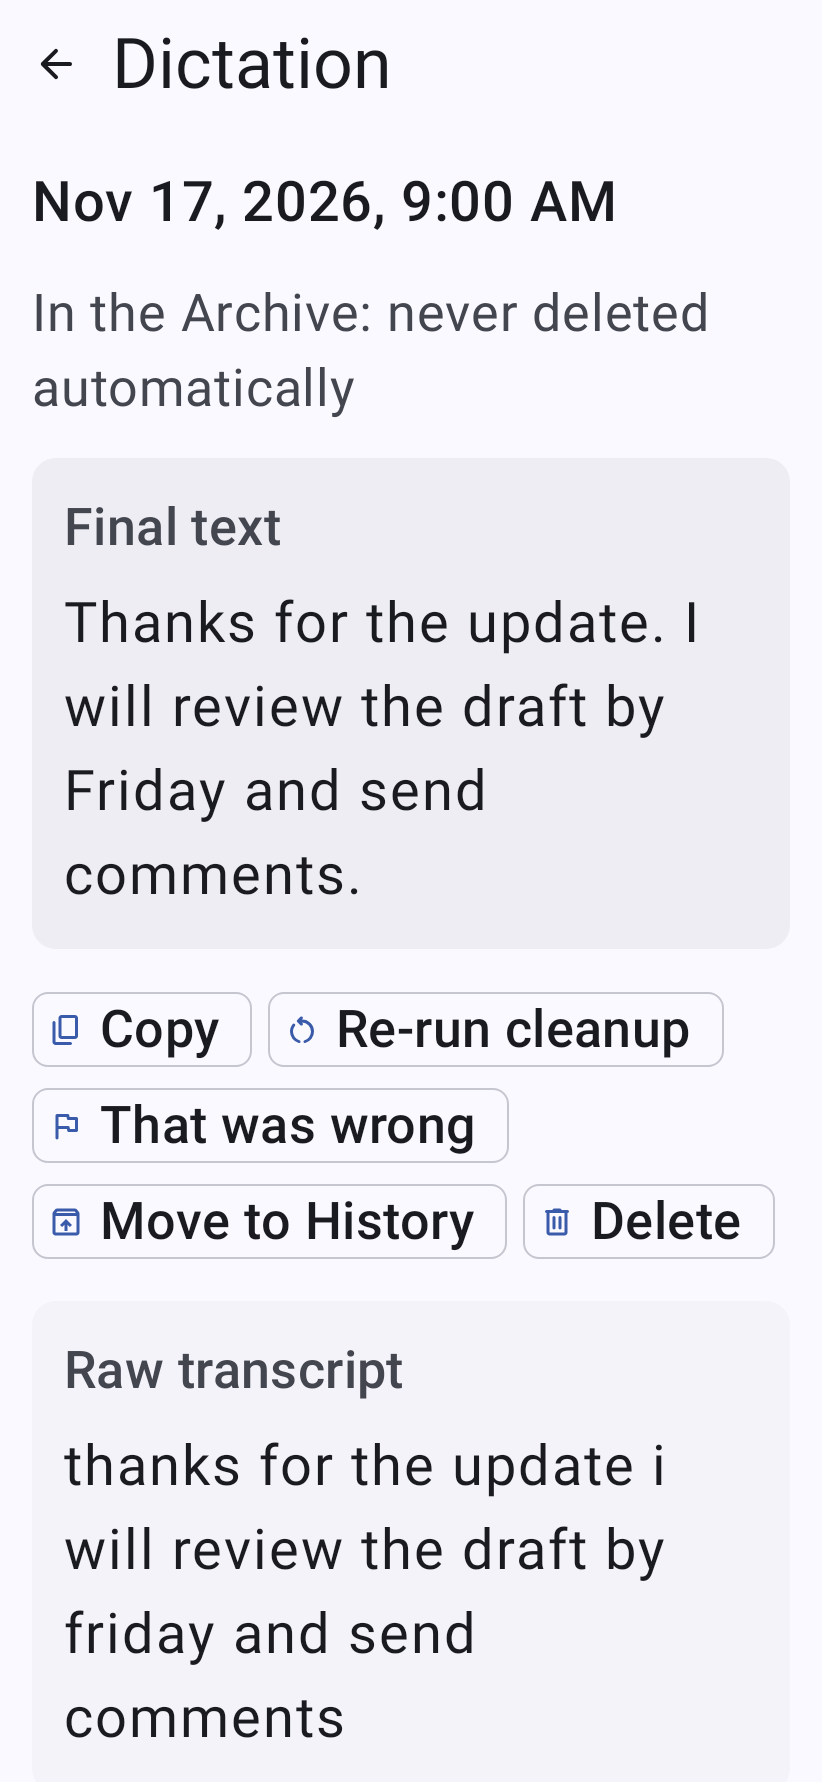 Dictation
Nov 17, 2026, 9:00 AM
In the Archive: never deleted
automatically
Final text
Thanks for the update. I
will review the draft by
Friday and send
comments.
Copy
Re-run cleanup
That was wrong
Move to History
Delete
Raw transcript
thanks for the update i
will review the draft by
friday and send
comments